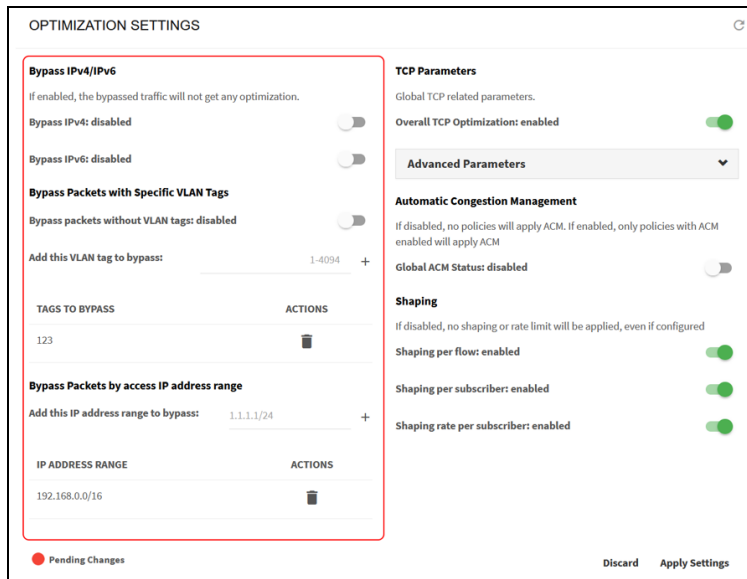 OPTIMIZATION SETTINGS
Bypass IPv4/IPv6
If enabled, the bypassed traffic will not get any optimization.
Bypass IPv4: disabled
Bypass IPv6: disabled
Bypass Packets with Specific VLAN Tags
Bypass packets without VLAN tags: disabled
Add this VLAN tag to bypass: 1-4094 +
TAGS TO BYPASS ACTIONS
123
Bypass Packets by access IP address range
Add this IP address range to bypass: 1.1.1.1/24 +
IP ADDRESS RANGE ACTIONS
192.168.0.0/16
TCP Parameters
Global TCP related parameters.
Overall TCP Optimization: enabled
Advanced Parameters
Automatic Congestion Management
If disabled, no policies will apply ACM. If enabled, only policies with ACM
enabled will apply ACM
Global ACM Status: disabled
Shaping
If disabled, no shaping or rate limit will be applied, even if configured
Shaping per flow: enabled
Shaping per subscriber: enabled
Shaping rate per subscriber: enabled
Pending Changes
Discard Apply Settings